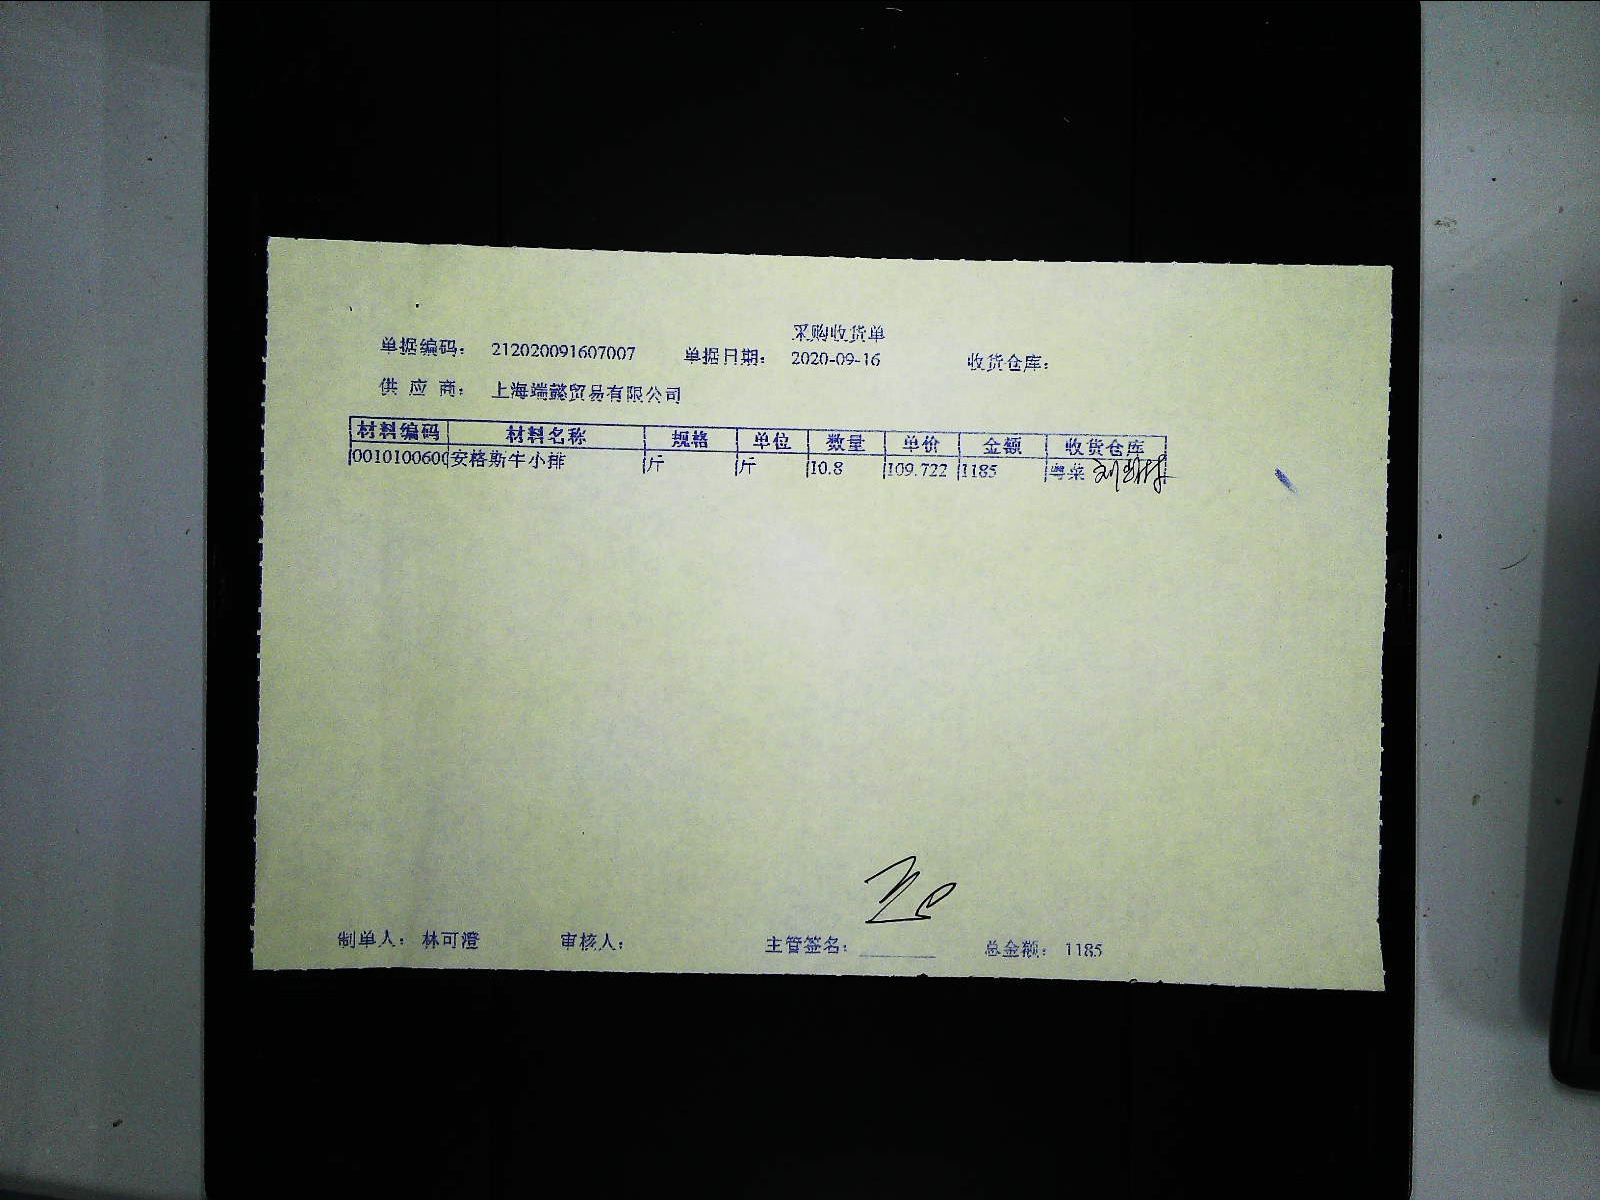 采购收货单
单据编码: 212020091607007 单据日期: 2020-09-16 收货仓库:
供 应 商: 上海端懿贸易有限公司
材料编码 材料名称 规格 单位 数量 单价 金额 收货仓库
0010100600 安格斯牛小排 斤 斤 10.8 109.722 1185 粤菜
制单人: 林可澄 审核人: 主管签名: 总金额: 1185